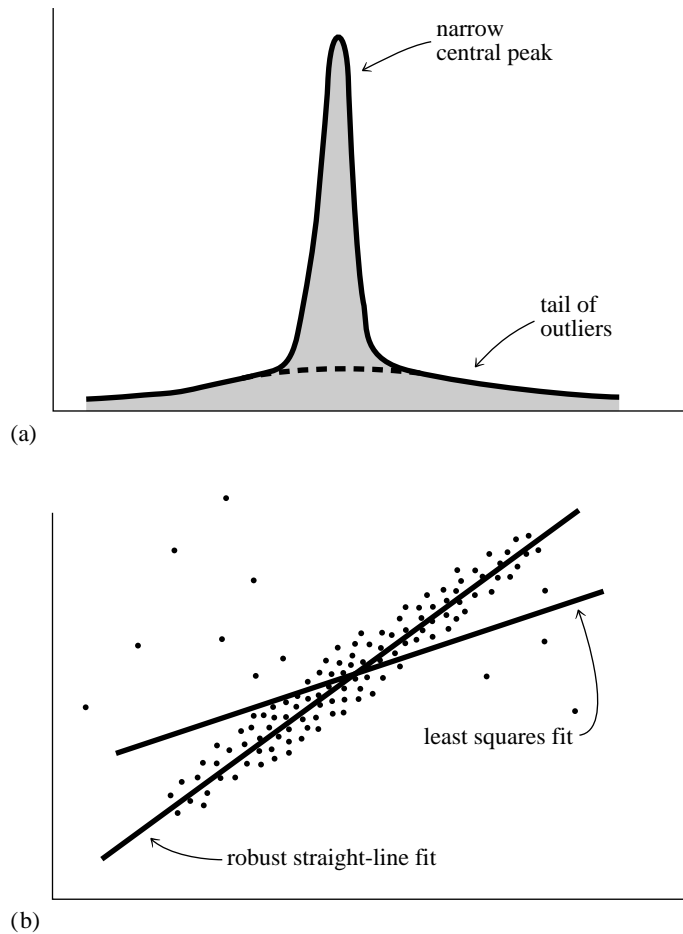 narrow
central peak
tail of
outliers
(a)
least squares fit
robust straight-line fit
(b)